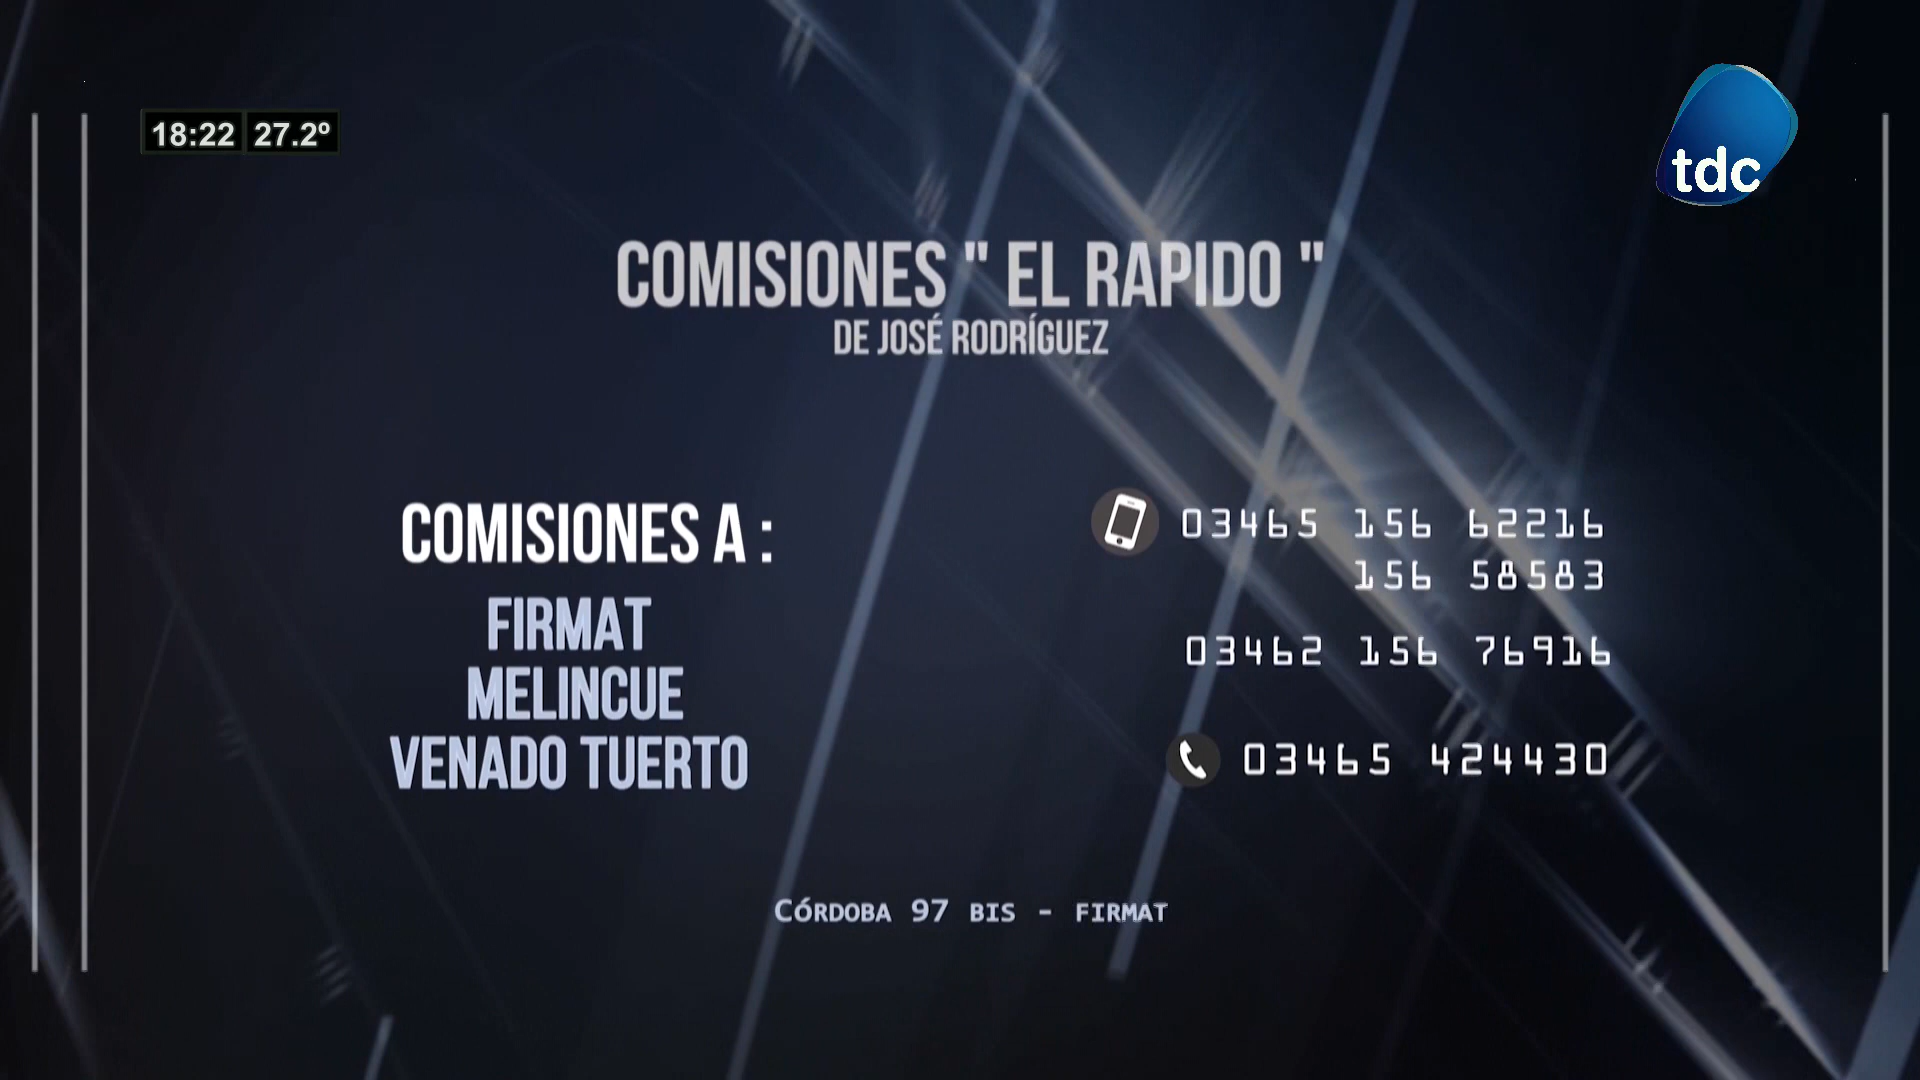 18:22 27.2º
tdc
COMISIONES " EL RAPIDO "
DE JOSÉ RODRÍGUEZ
COMISIONES A :
FIRMAT
MELINCUE
VENADO TUERTO
03465 156 62216
156 58583
03462 156 76916
03465 424430
CÓRDOBA 97 BIS - FIRMAT